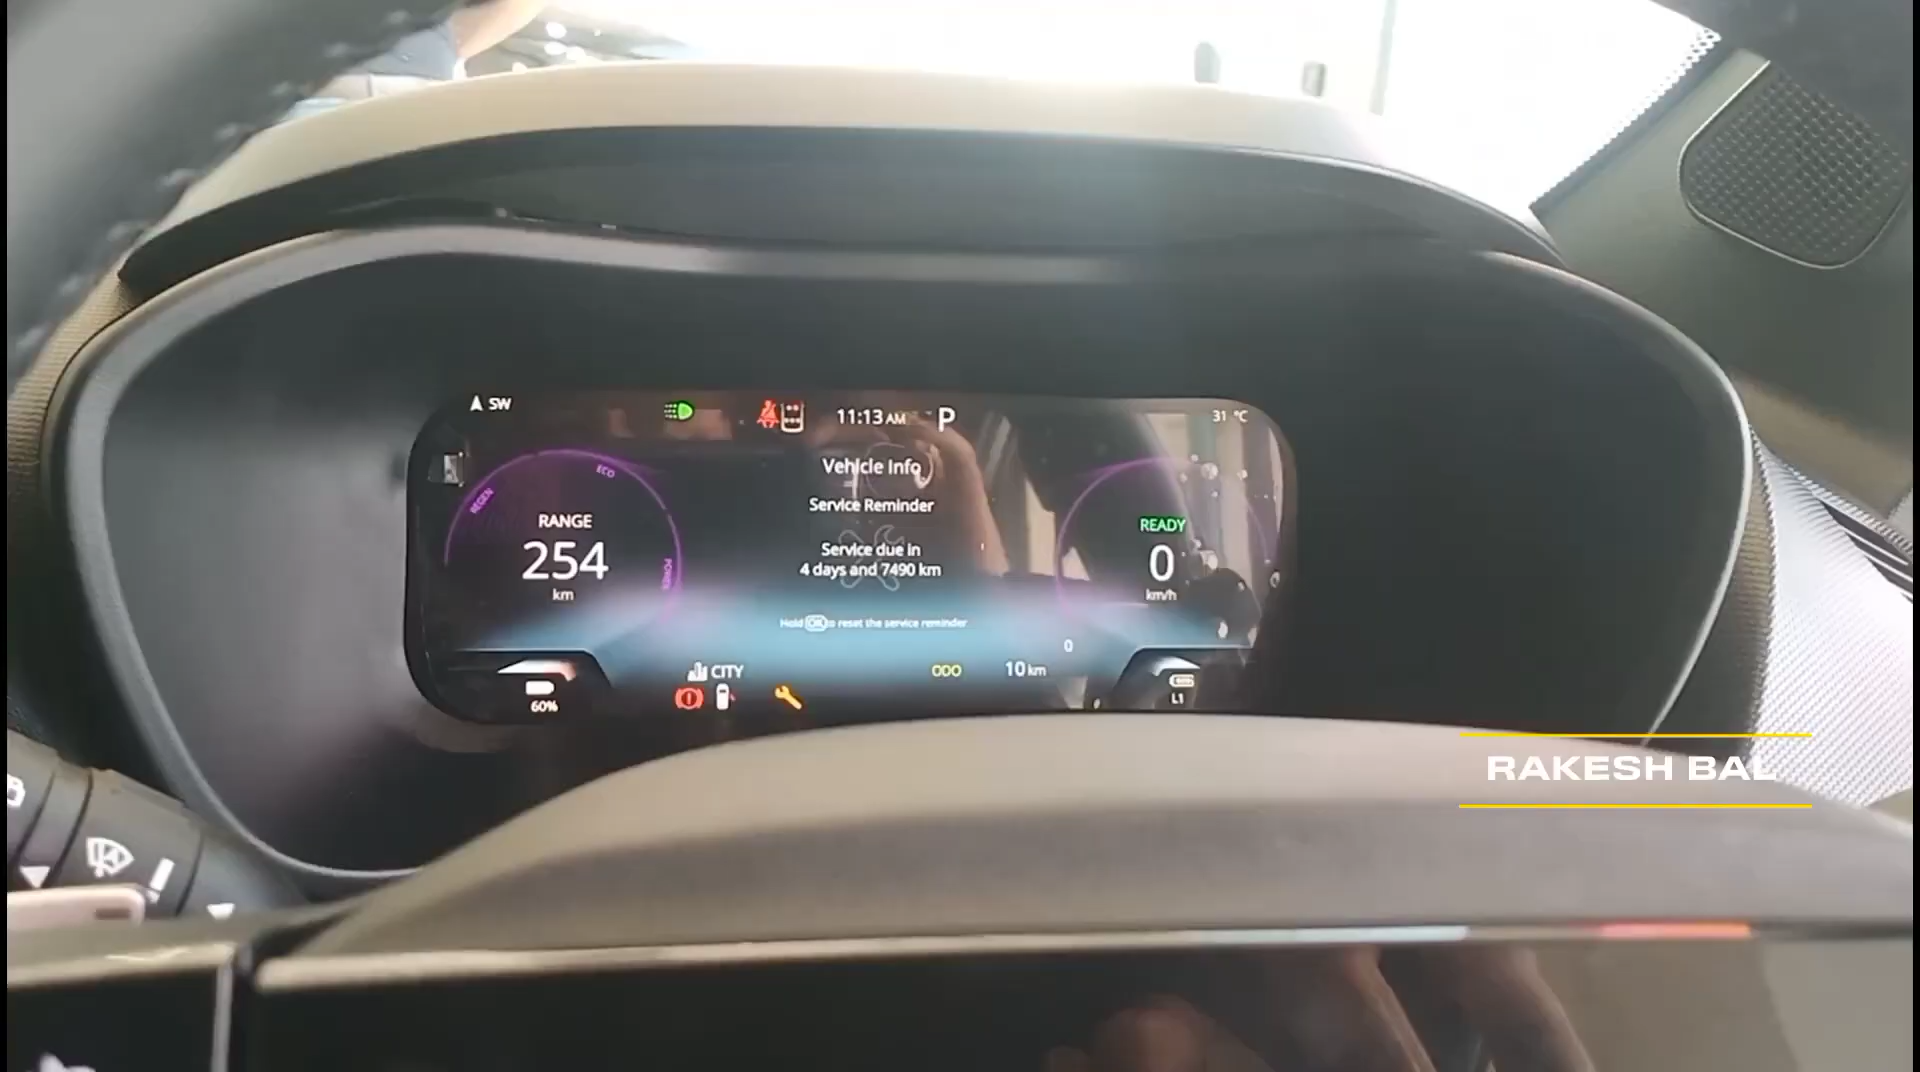 SW
11:13 AM P
31 °C
Vehicle Info
Service Reminder
REGEN
ECO
POWER
RANGE
254
km
Service due in
4 days and 7490 km
READY
0
km/h
Hold OK to reset the service reminder
0
CITY
ODO 10 km
60%
L1
RAKESH BAL